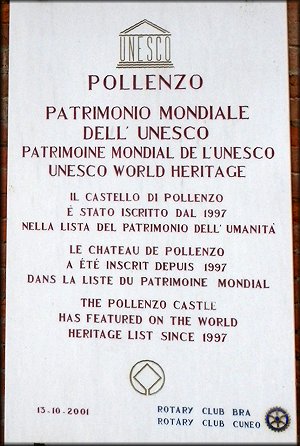 UNESCO
POLLENZO
PATRIMONIO MONDIALE
DELL' UNESCO
PATRIMOINE MONDIAL DE L'UNESCO
UNESCO WORLD HERITAGE
IL CASTELLO DI POLLENZO
É STATO ISCRITTO DAL 1997
NELLA LISTA DEL PATRIMONIO DELL'UMANITÀ
LE CHATEAU DE POLLENZO
A ÉTÉ INSCRIT DEPUIS 1997
DANS LA LISTE DU PATRIMOINE MONDIAL
THE POLLENZO CASTLE
HAS FEATURED ON THE WORLD
HERITAGE LIST SINCE 1997
13-10-2001
ROTARY CLUB BRA
ROTARY CLUB CUNEO